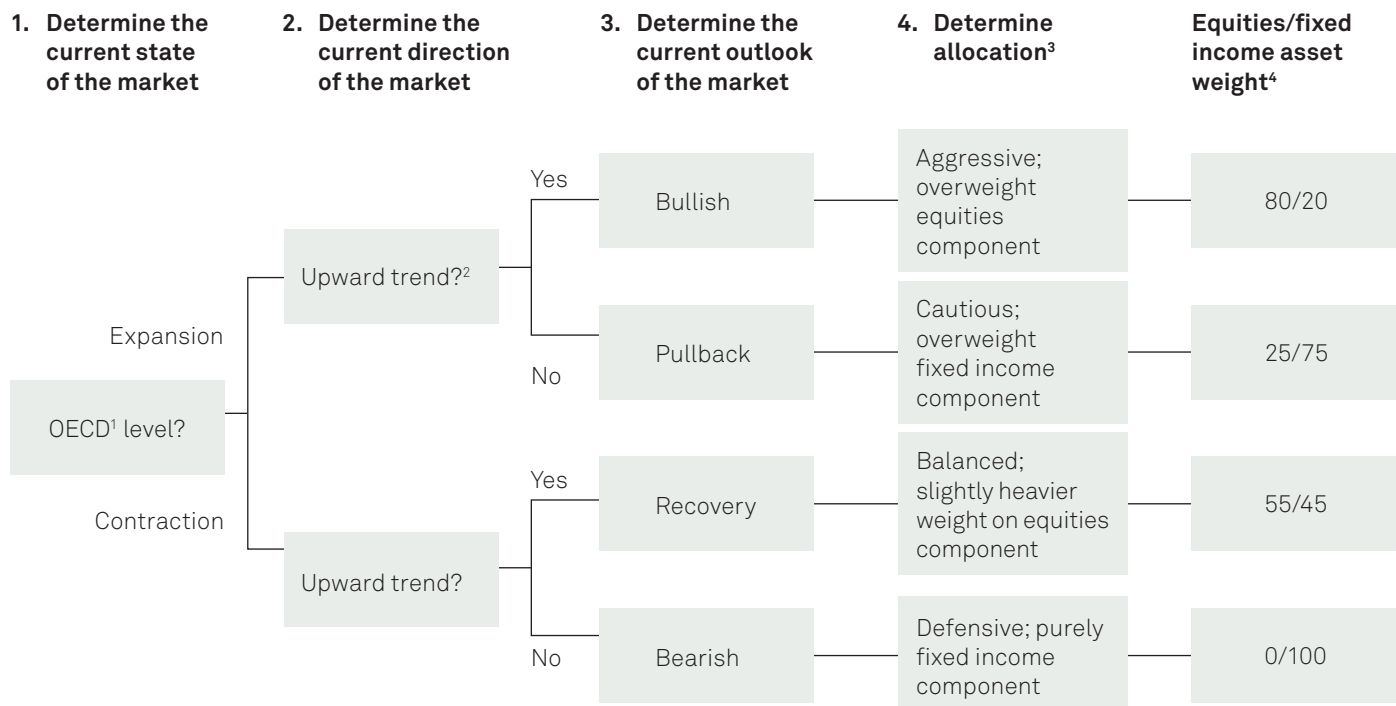 1. Determine the
current state
of the market
2. Determine the
current direction
of the market
3. Determine the
current outlook
of the market
4. Determine
allocation³
Equities/fixed
income asset
weight⁴
OECD¹ level?
Expansion
Contraction
Upward trend?²
Yes
No
Upward trend?
Yes
No
Bullish
Aggressive;
overweight
equities
component
80/20
Pullback
Cautious;
overweight
fixed income
component
25/75
Recovery
Balanced;
slightly heavier
weight on equities
component
55/45
Bearish
Defensive; purely
fixed income
component
0/100